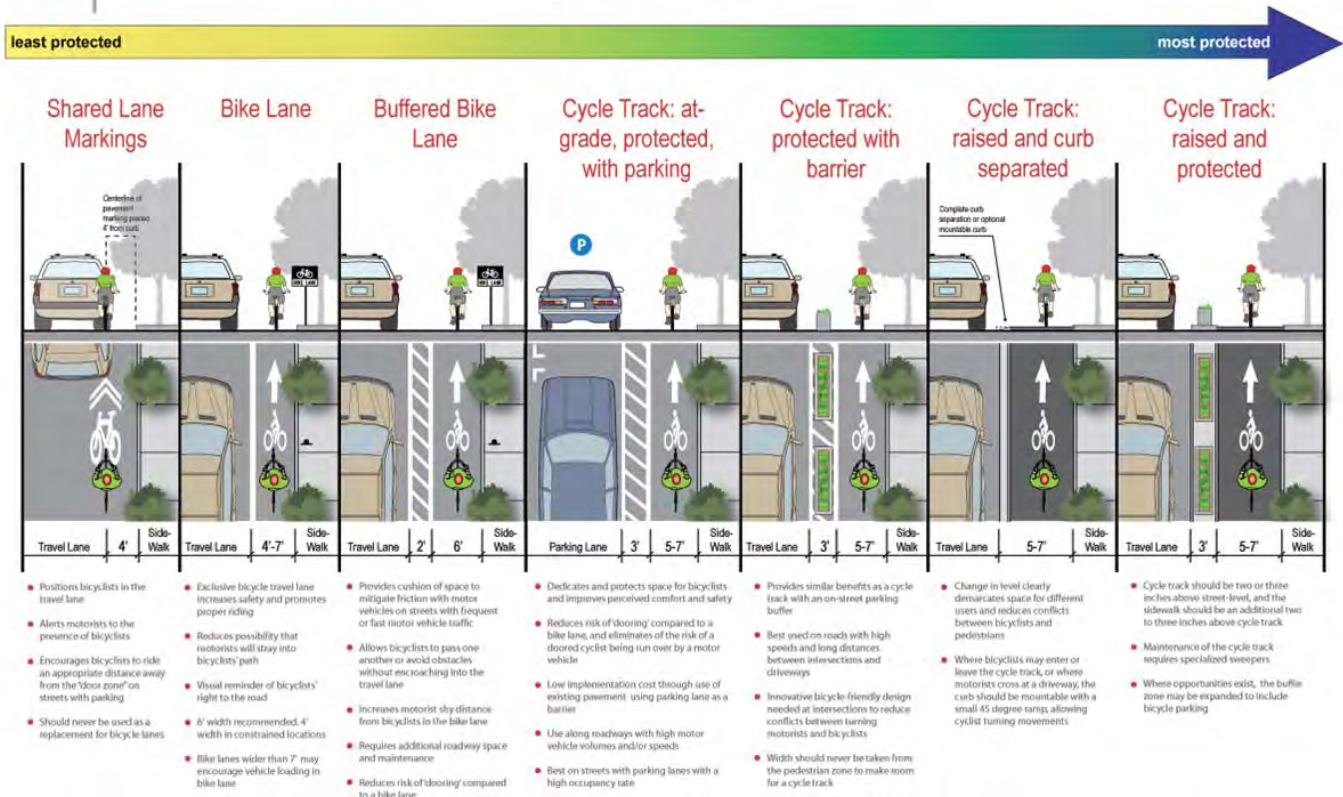 least protected
most protected
Shared Lane
Markings
Centerline of
pavement
marking placed
4' from curb
Travel Lane
4'
Side-
Walk
Positions bicyclists in the
travel lane
Alerts motorists to the
presence of bicyclists
Encourages bicyclists to ride
an appropriate distance away
from the "door zone" on
streets with parking
Should never be used as a
replacement for bicycle lanes
Bike Lane
BIKE LANE
Travel Lane
4'-7'
Side-
Walk
Exclusive bicycle travel lane
increases safety and promotes
proper riding
Reduces possibility that
motorists will stray into
bicyclists' path
Visual reminder of bicyclists'
right to the road
6' width recommended. 4'
width in constrained locations
Bike lanes wider than 7' may
encourage vehicle loading in
bike lane
Buffered Bike
Lane
BIKE LANE
Travel Lane
2'
6'
Side-
Walk
Provides cushion of space to
mitigate friction with motor
vehicles on streets with frequent
or fast motor vehicle traffic
Allows bicyclists to pass one
another or avoid obstacles
without encroaching into the
travel lane
Increases motorist shy distance
from bicyclists in the bike lane
Requires additional roadway space
and maintenance
Reduces risk of 'dooring' compared
to a bike lane
Cycle Track: at-
grade, protected,
with parking
P
Parking Lane
3'
5-7'
Side-
Walk
Dedicates and protects space for bicyclists
and improves perceived comfort and safety
Reduces risk of 'dooring' compared to a
bike lane, and eliminates of the risk of a
doored cyclist being run over by a motor
vehicle
Low implementation cost through use of
existing pavement using parking lane as a
barrier
Use along roadways with high motor
vehicle volumes and/or speeds
Best on streets with parking lanes with a
high occupancy rate
Cycle Track:
protected with
barrier
Travel Lane
3'
5-7'
Side-
Walk
Provides similar benefits as a cycle
track with an on-street parking
buffer
Best used on roads with high
speeds and long distances
between intersections and
driveways
Innovative bicycle-friendly design
needed at intersections to reduce
conflicts between turning
motorists and bicyclists
Width should never be taken from
the pedestrian zone to make room
for a cycle track
Cycle Track:
raised and curb
separated
Complete curb
separation or optional
mountable curb
Travel Lane
5-7'
Side-
Walk
Change in level clearly
demarcates space for different
users and reduces conflicts
between bicyclists and
pedestrians
Where bicyclists may enter or
leave the cycle track, or where
motorists cross at a driveway, the
curb should be mountable with a
small 45 degree ramp, allowing
cyclist turning movements
Cycle Track:
raised and
protected
Travel Lane
3'
5-7'
Side-
Walk
Cycle track should be two or three
inches above street-level, and the
sidewalk should be an additional two
to three inches above cycle track
Maintenance of the cycle track
requires specialized sweepers
Where opportunities exist, the buffer
zone may be expanded to include
bicycle parking